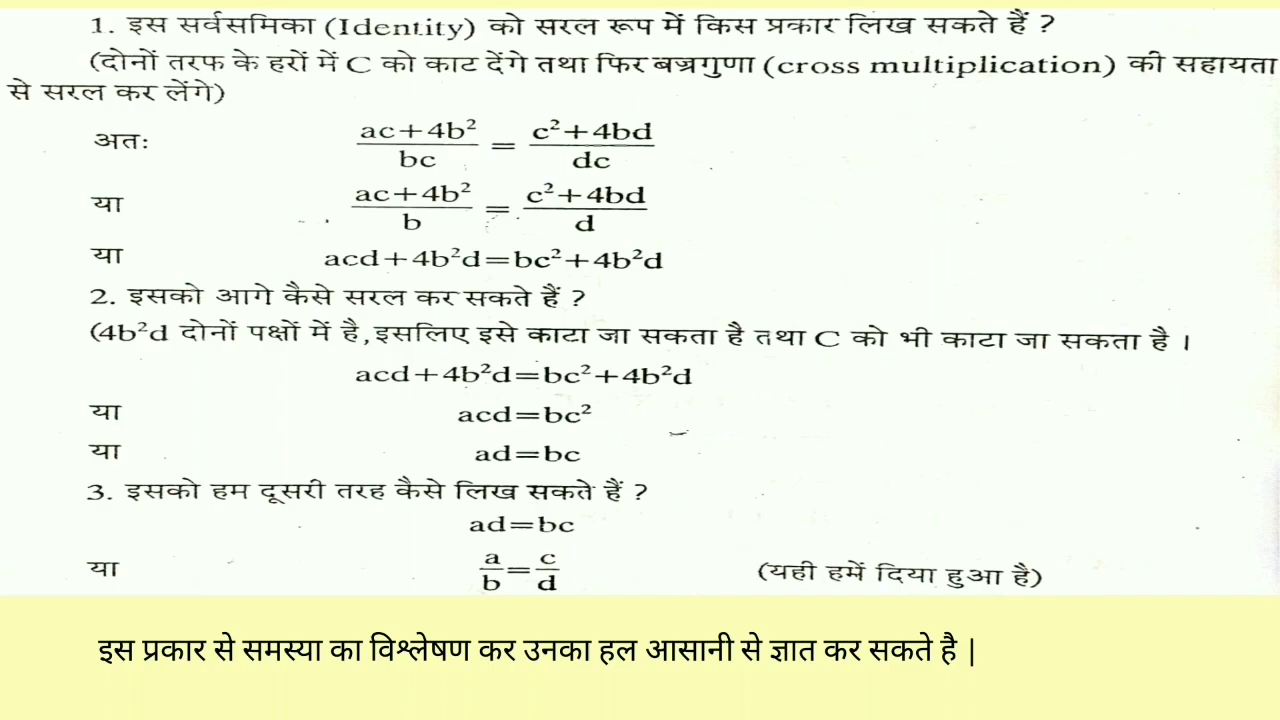 1. इस सर्वसमिका (Identity) को सरल रूप में किस प्रकार लिख सकते हैं ?
(दोनों तरफ के हरों में C को काट देंगे तथा फिर बज्रगुणा (cross multiplication) की सहायता
से सरल कर लेंगे)
अतः (ac+4b²)/bc = (c²+4bd)/dc
या (ac+4b²)/b = (c²+4bd)/d
या acd+4b²d=bc²+4b²d
2. इसको आगे कैसे सरल कर सकते हैं ?
(4b²d दोनों पक्षों में है,इसलिए इसे काटा जा सकता है तथा C को भी काटा जा सकता है ।
acd+4b²d=bc²+4b²d
या acd=bc²
या ad=bc
3. इसको हम दूसरी तरह कैसे लिख सकते हैं ?
ad=bc
या a/b=c/d (यही हमें दिया हुआ है)
इस प्रकार से समस्या का विश्लेषण कर उनका हल आसानी से ज्ञात कर सकते है |